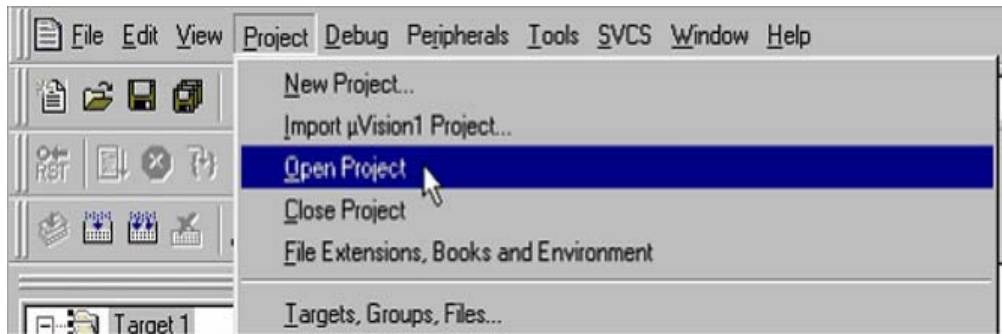 File Edit View Project Debug Peripherals Tools SVCS Window Help
New Project...
Import µVision1 Project...
RST
Open Project
Close Project
File Extensions, Books and Environment
Target 1
Targets, Groups, Files...